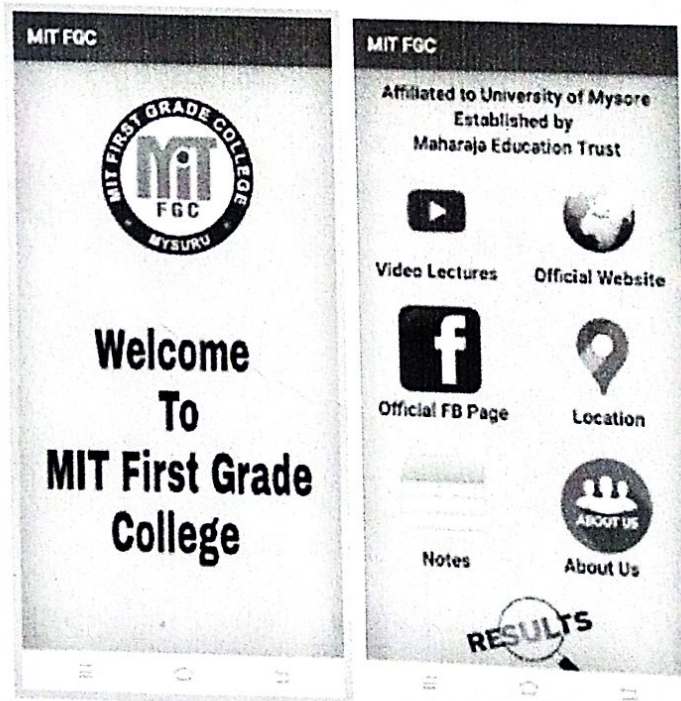 MIT FGC
MIT FIRST GRADE COLLEGE
MiT
FGC
MYSURU
Welcome
To
MIT First Grade
College
MIT FGC
Affiliated to University of Mysore
Established by
Maharaja Education Trust
Video Lectures
Official Website
f
Official FB Page
Location
ABOUT US
Notes
About Us
RESULTS